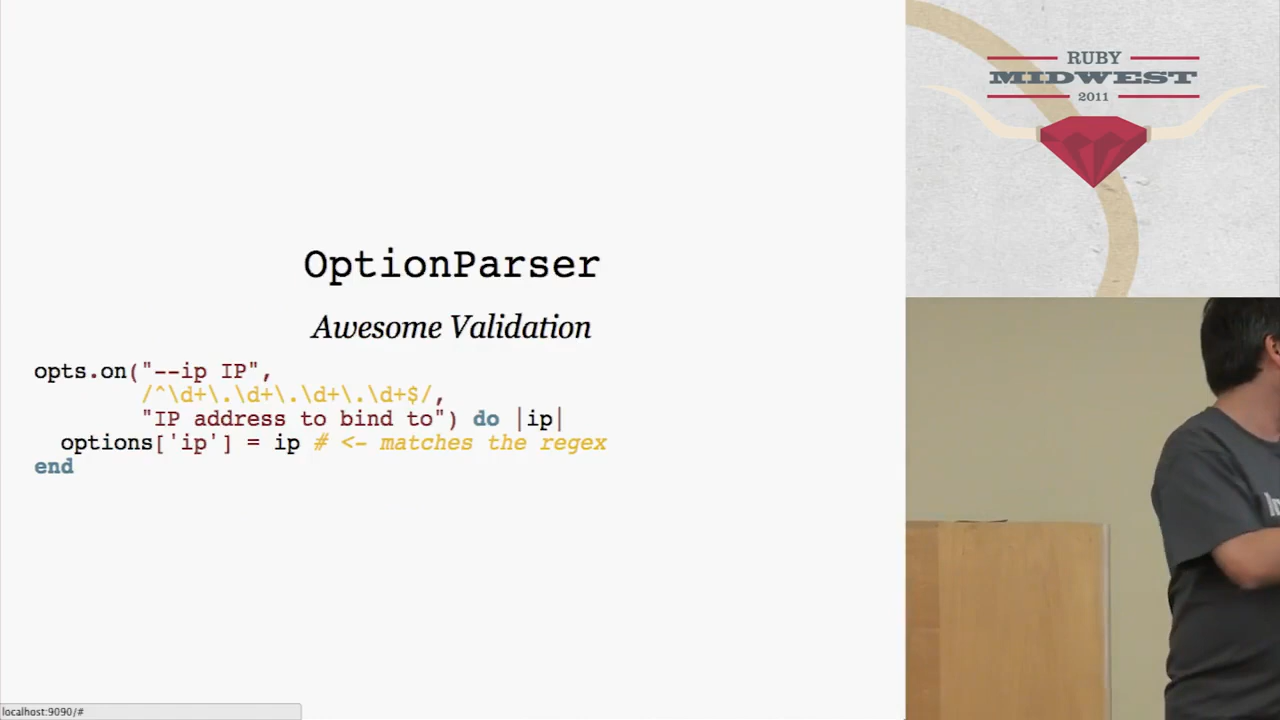 OptionParser
Awesome Validation
opts.on("--ip IP",
/^\d+\.\d+\.\d+\.\d+$/,
"IP address to bind to") do |ip|
options['ip'] = ip # <- matches the regex
end
localhost:9090/#
RUBY
MIDWEST
2011